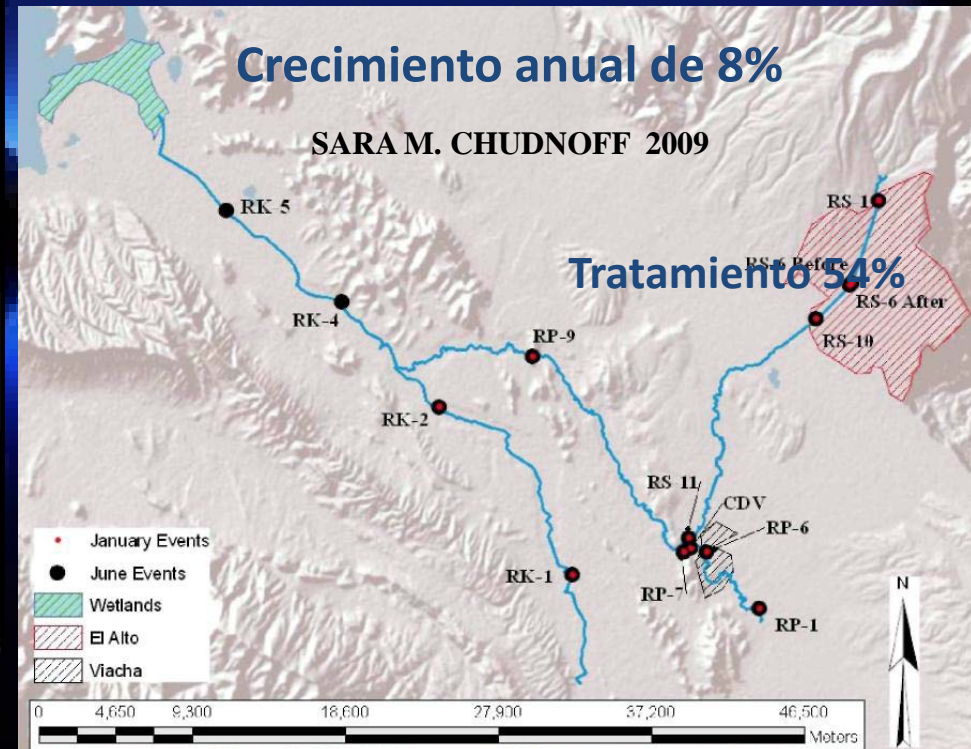 Crecimiento anual de 8%
SARA M. CHUDNOFF 2009
RK-5
RS-1
RS-6 Before
Tratamiento 54%
RS-6 After
RK-4
RS-10
RP-9
RK-2
RS-11
CDV
RP-6
RK-1
RP-7
RP-1
January Events
June Events
Wetlands
El Alto
Viacha
N
0 4,650 9,300 18,600 27,900 37,200 46,500
Meters